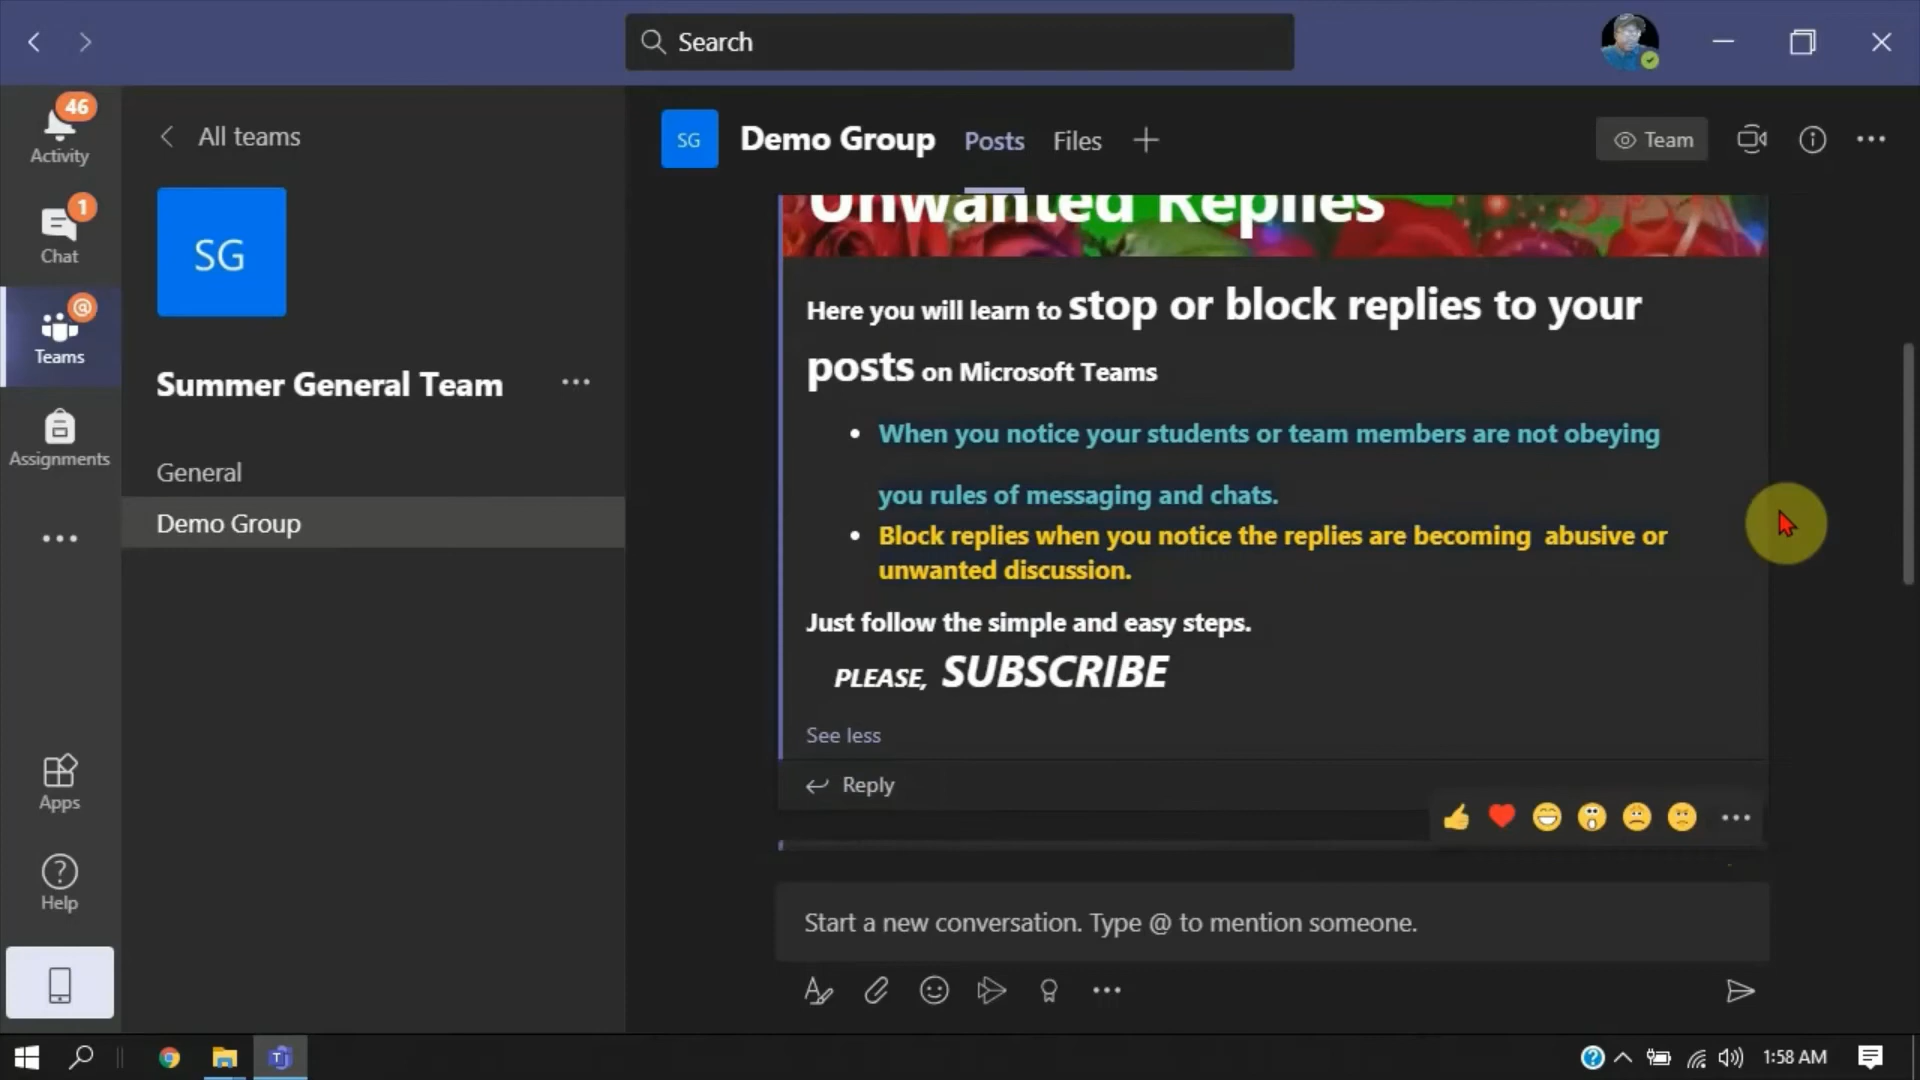 Search
46
Activity
1
Chat
@
Teams
Assignments
Apps
Help
All teams
SG
Summer General Team
General
Demo Group
SG
Demo Group
Posts
Files
Team
Unwanted Replies
Here you will learn to stop or block replies to your
posts on Microsoft Teams
• When you notice your students or team members are not obeying
you rules of messaging and chats.
• Block replies when you notice the replies are becoming  abusive or
unwanted discussion.
Just follow the simple and easy steps.
PLEASE, SUBSCRIBE
See less
Reply
Start a new conversation. Type @ to mention someone.
1:58 AM